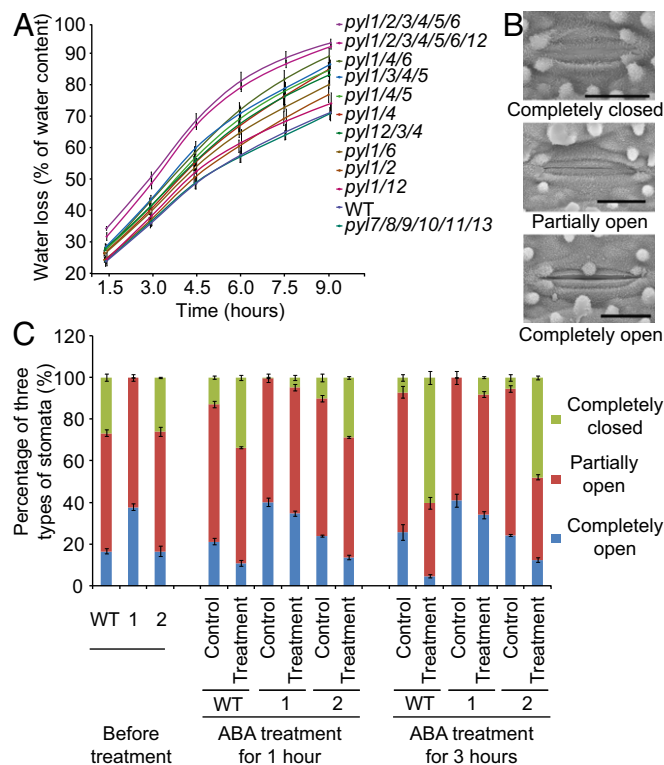 A
Water loss (% of water content)
100
90
80
70
60
50
40
30
20
1.5 3.0 4.5 6.0 7.5 9.0
Time (hours)
pyl1/2/3/4/5/6
pyl1/2/3/4/5/6/12
pyl1/4/6
pyl1/3/4/5
pyl1/4/5
pyl1/4
pyl12/3/4
pyl1/6
pyl1/2
pyl1/12
WT
pyl7/8/9/10/11/13
B
Completely closed
Partially open
Completely open
C
Percentage of three
types of stomata (%)
120
100
80
60
40
20
0
Completely
closed
Partially
open
Completely
open
WT 1 2
Control Treatment Control Treatment Control Treatment
Control Treatment Control Treatment Control Treatment
WT 1 2
WT 1 2
Before
treatment
ABA treatment
for 1 hour
ABA treatment
for 3 hours